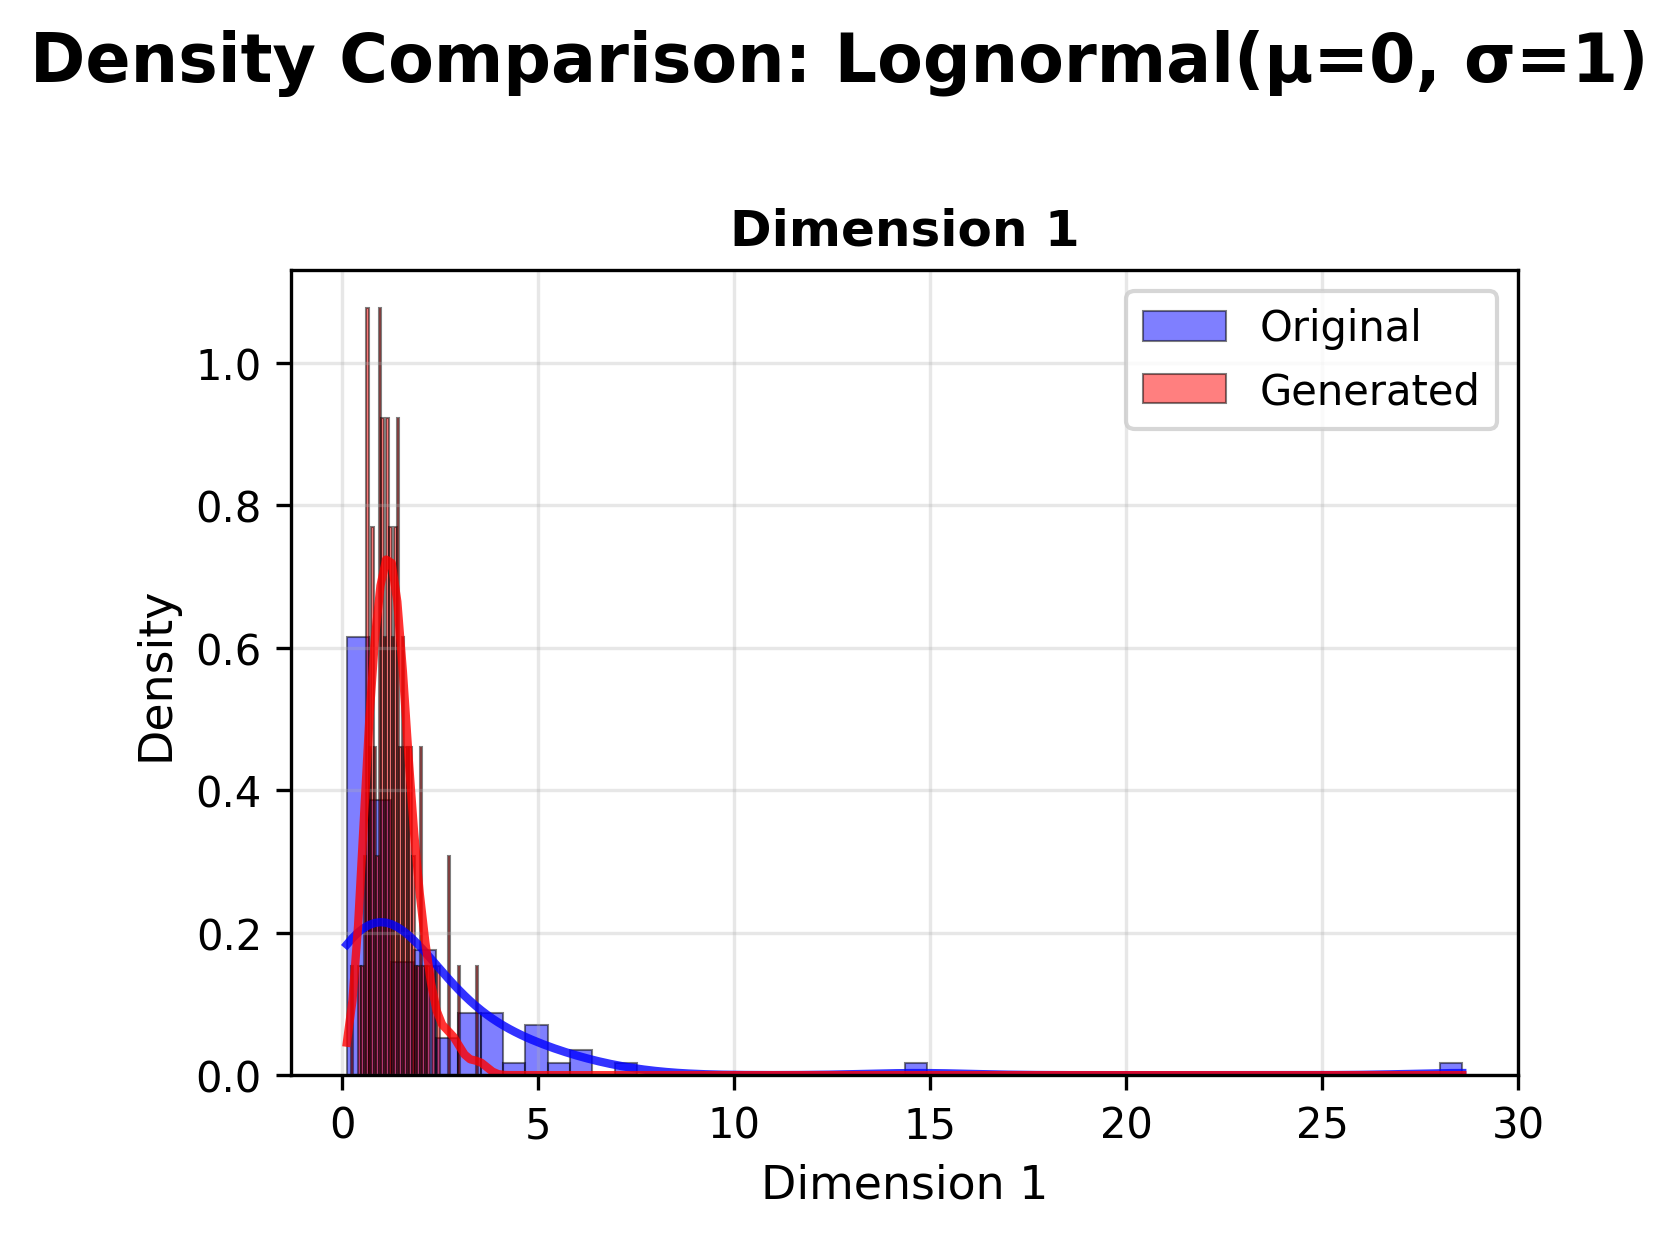 Density Comparison: Lognormal(μ=0, σ=1)
Dimension 1
Original
Generated
Density
1.0
0.8
0.6
0.4
0.2
0.0
0 5 10 15 20 25 30
Dimension 1